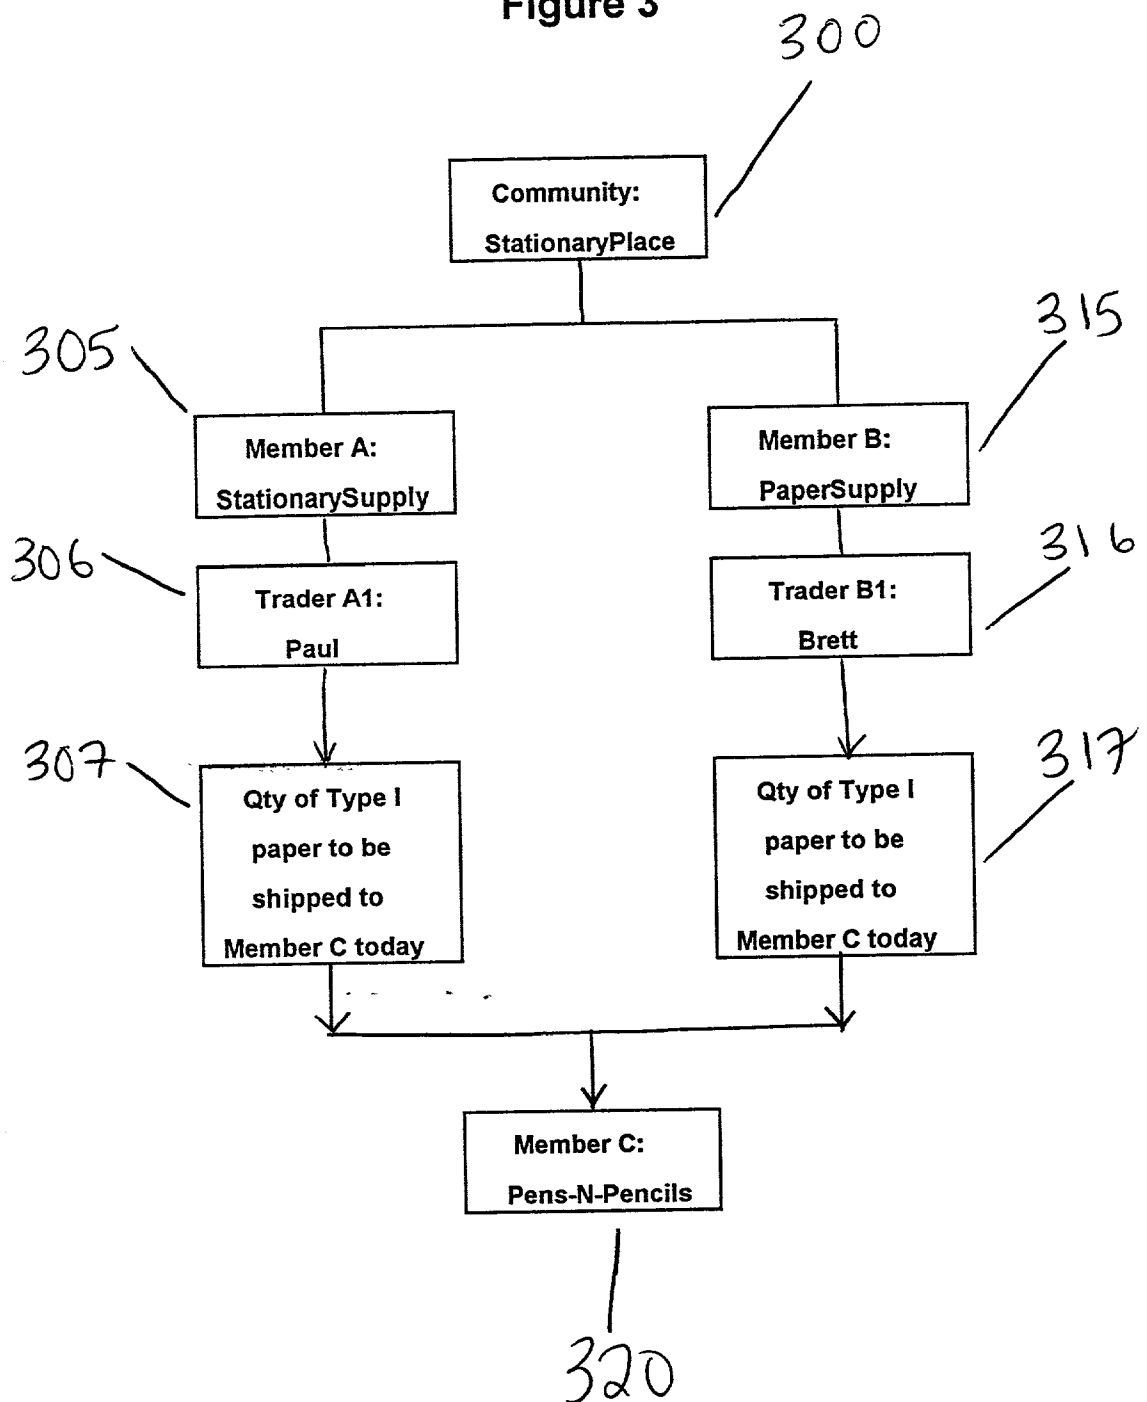 Figure 3
300
Community:
StationaryPlace
305
315
Member A:
StationarySupply
Member B:
PaperSupply
306
316
Trader A1:
Paul
Trader B1:
Brett
307
317
Qty of Type I
paper to be
shipped to
Member C today
Qty of Type I
paper to be
shipped to
Member C today
Member C:
Pens-N-Pencils
320